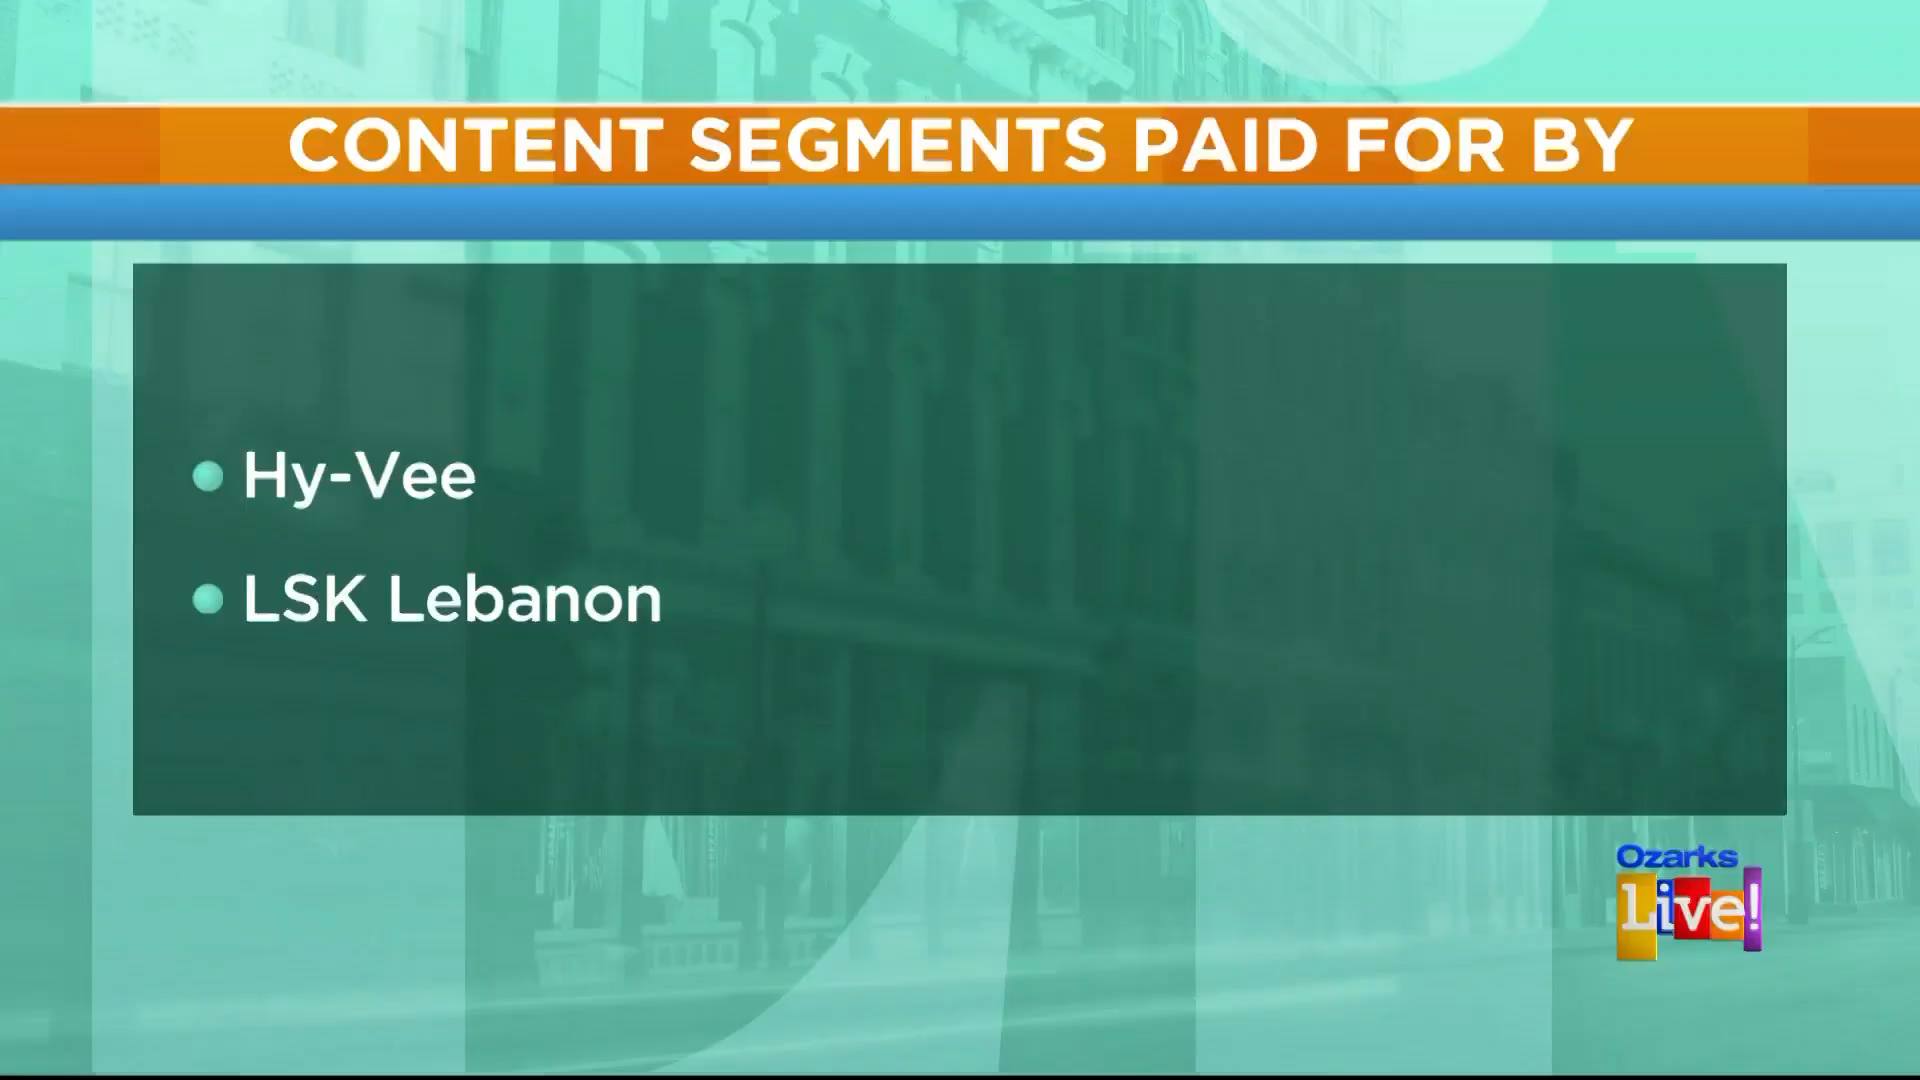 CONTENT SEGMENTS PAID FOR BY
Hy-Vee
LSK Lebanon
Ozarks
Live!